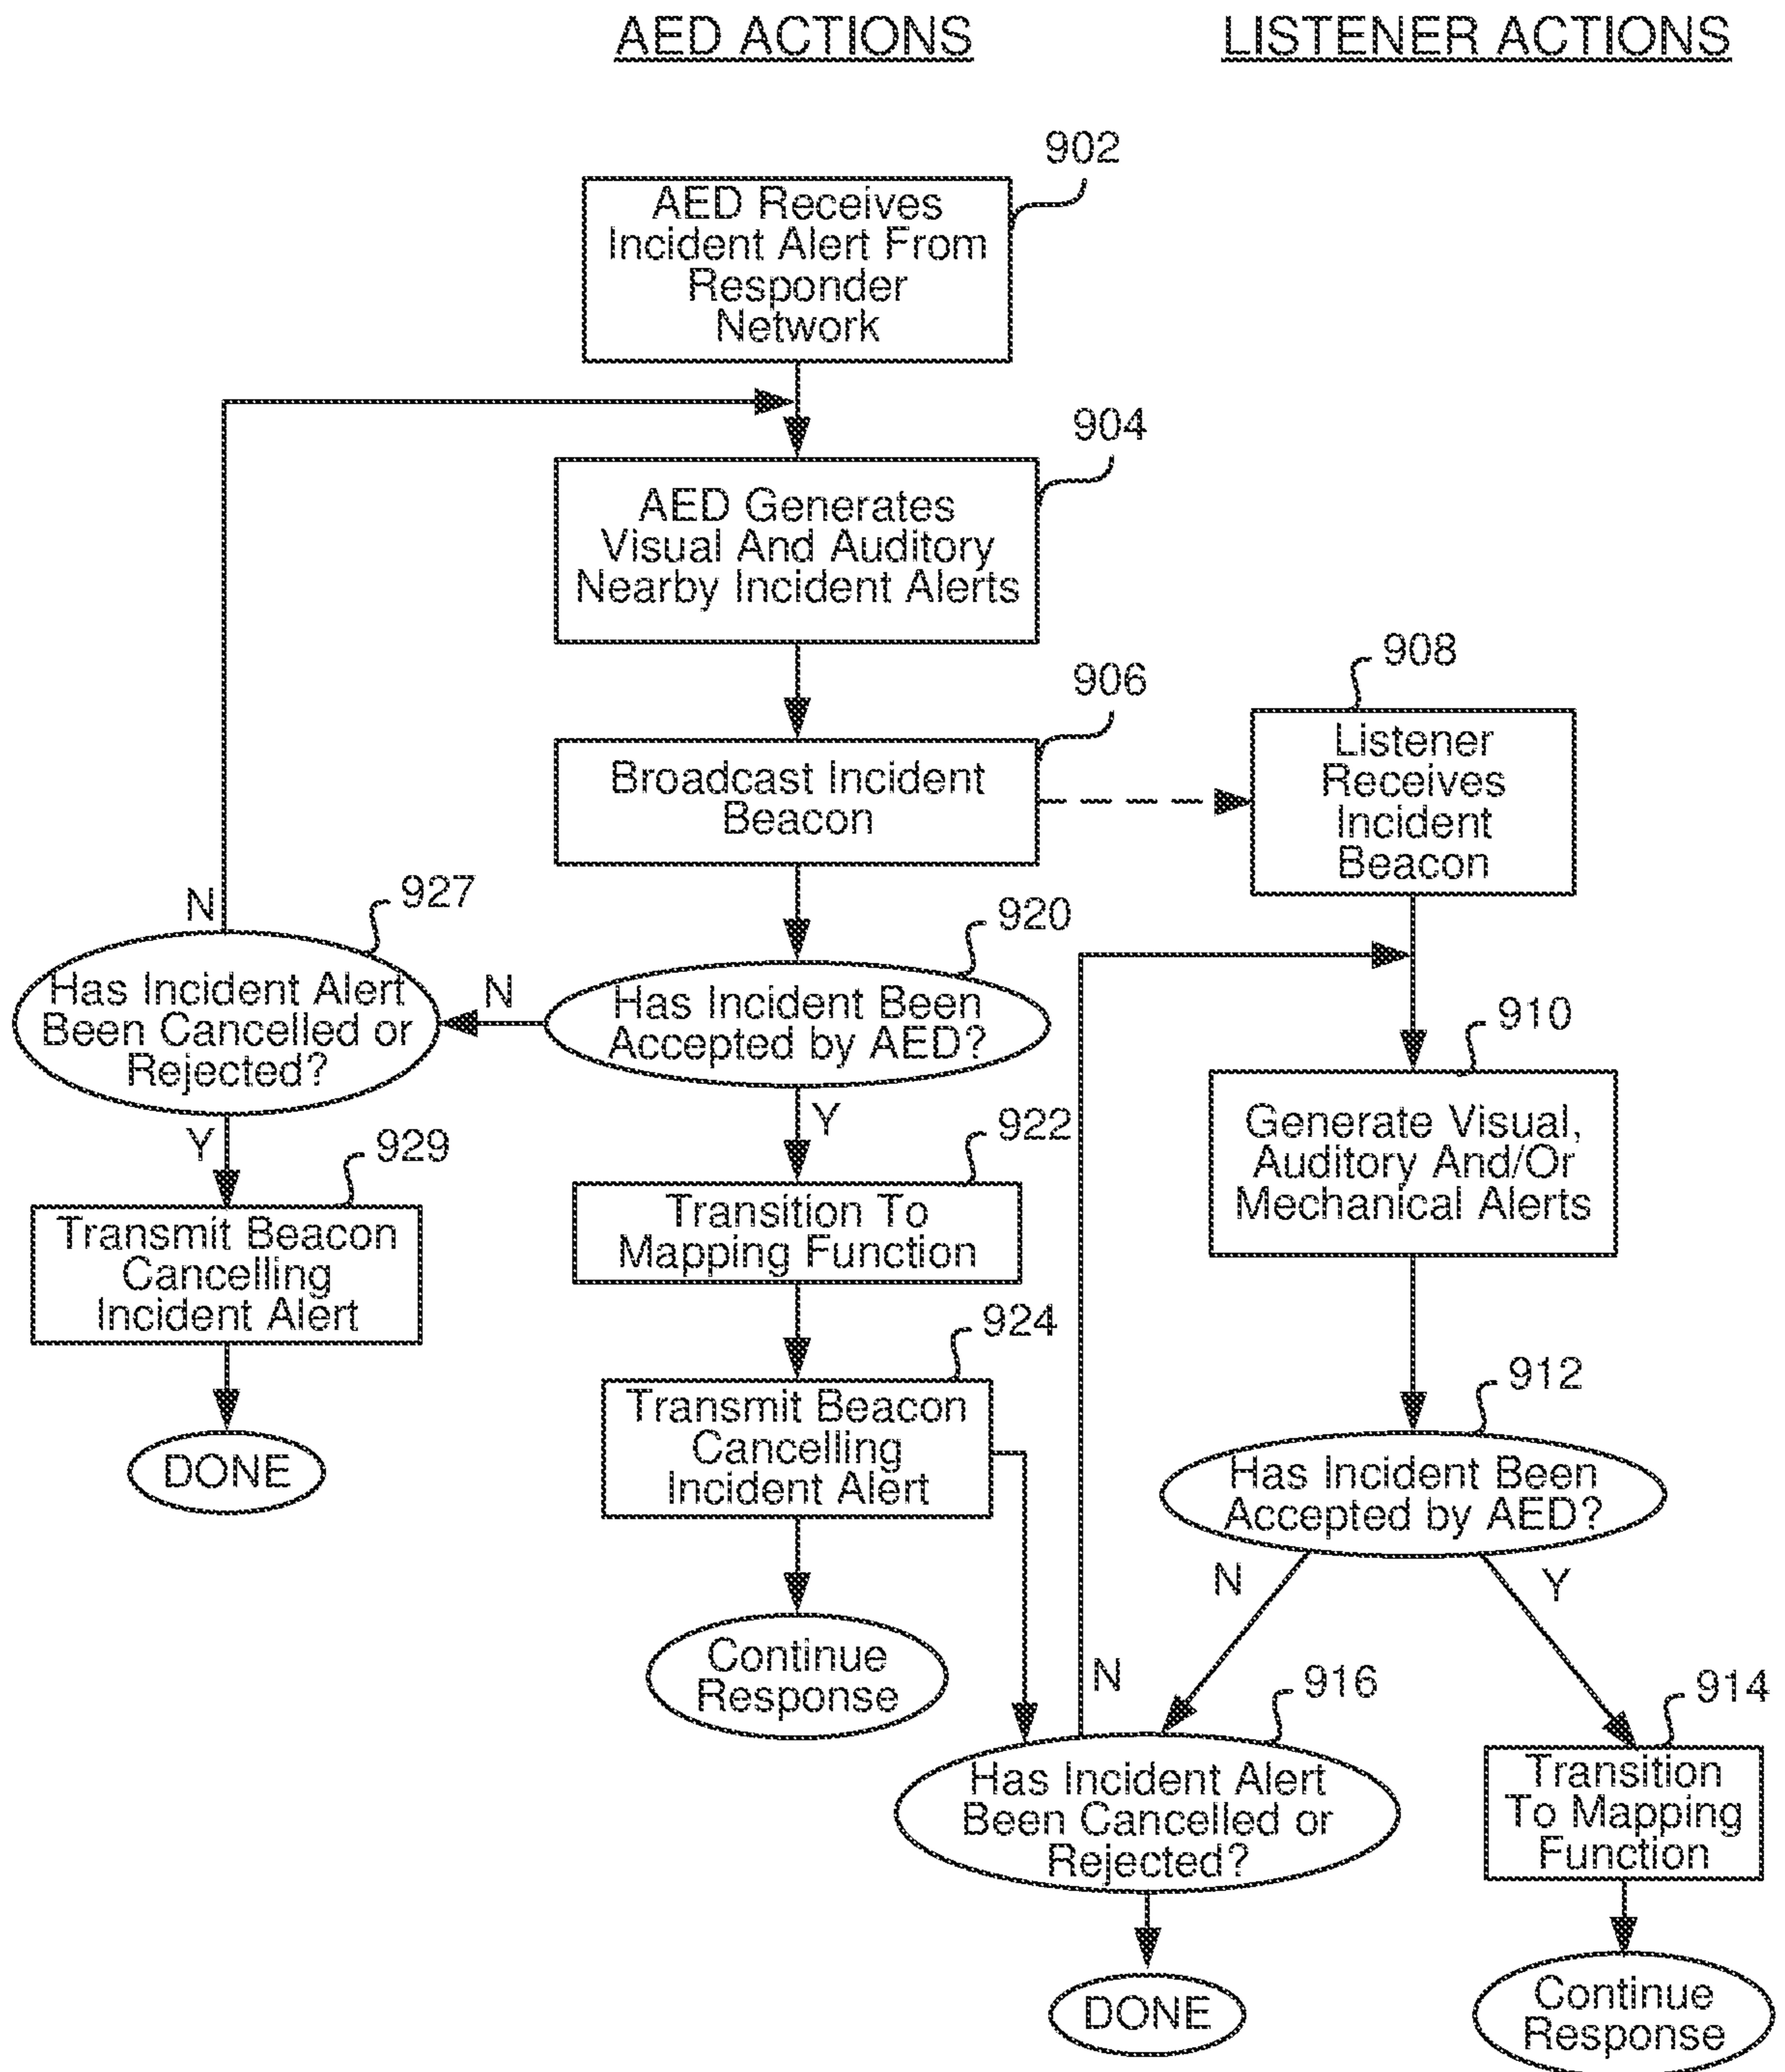 AED ACTIONS
LISTENER ACTIONS
902
AED Receives
Incident Alert From
Responder
Network
904
AED Generates
Visual And Auditory
Nearby Incident Alerts
906
Broadcast Incident
Beacon
908
Listener
Receives
Incident
Beacon
927
N
Has Incident Alert
Been Cancelled or
Rejected?
N
920
Has Incident Been
Accepted by AED?
910
Generate Visual,
Auditory And/Or
Mechanical Alerts
Y
929
Transmit Beacon
Cancelling
Incident Alert
DONE
Y
922
Transition To
Mapping Function
924
Transmit Beacon
Cancelling
Incident Alert
Continue
Response
912
Has Incident Been
Accepted by AED?
N
Y
N
916
Has Incident Alert
Been Cancelled or
Rejected?
DONE
914
Transition
To Mapping
Function
Continue
Response